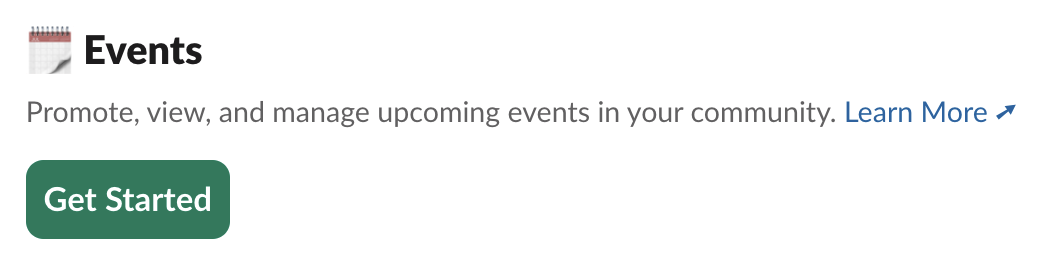 Events
Promote, view, and manage upcoming events in your community. Learn More ➚
Get Started